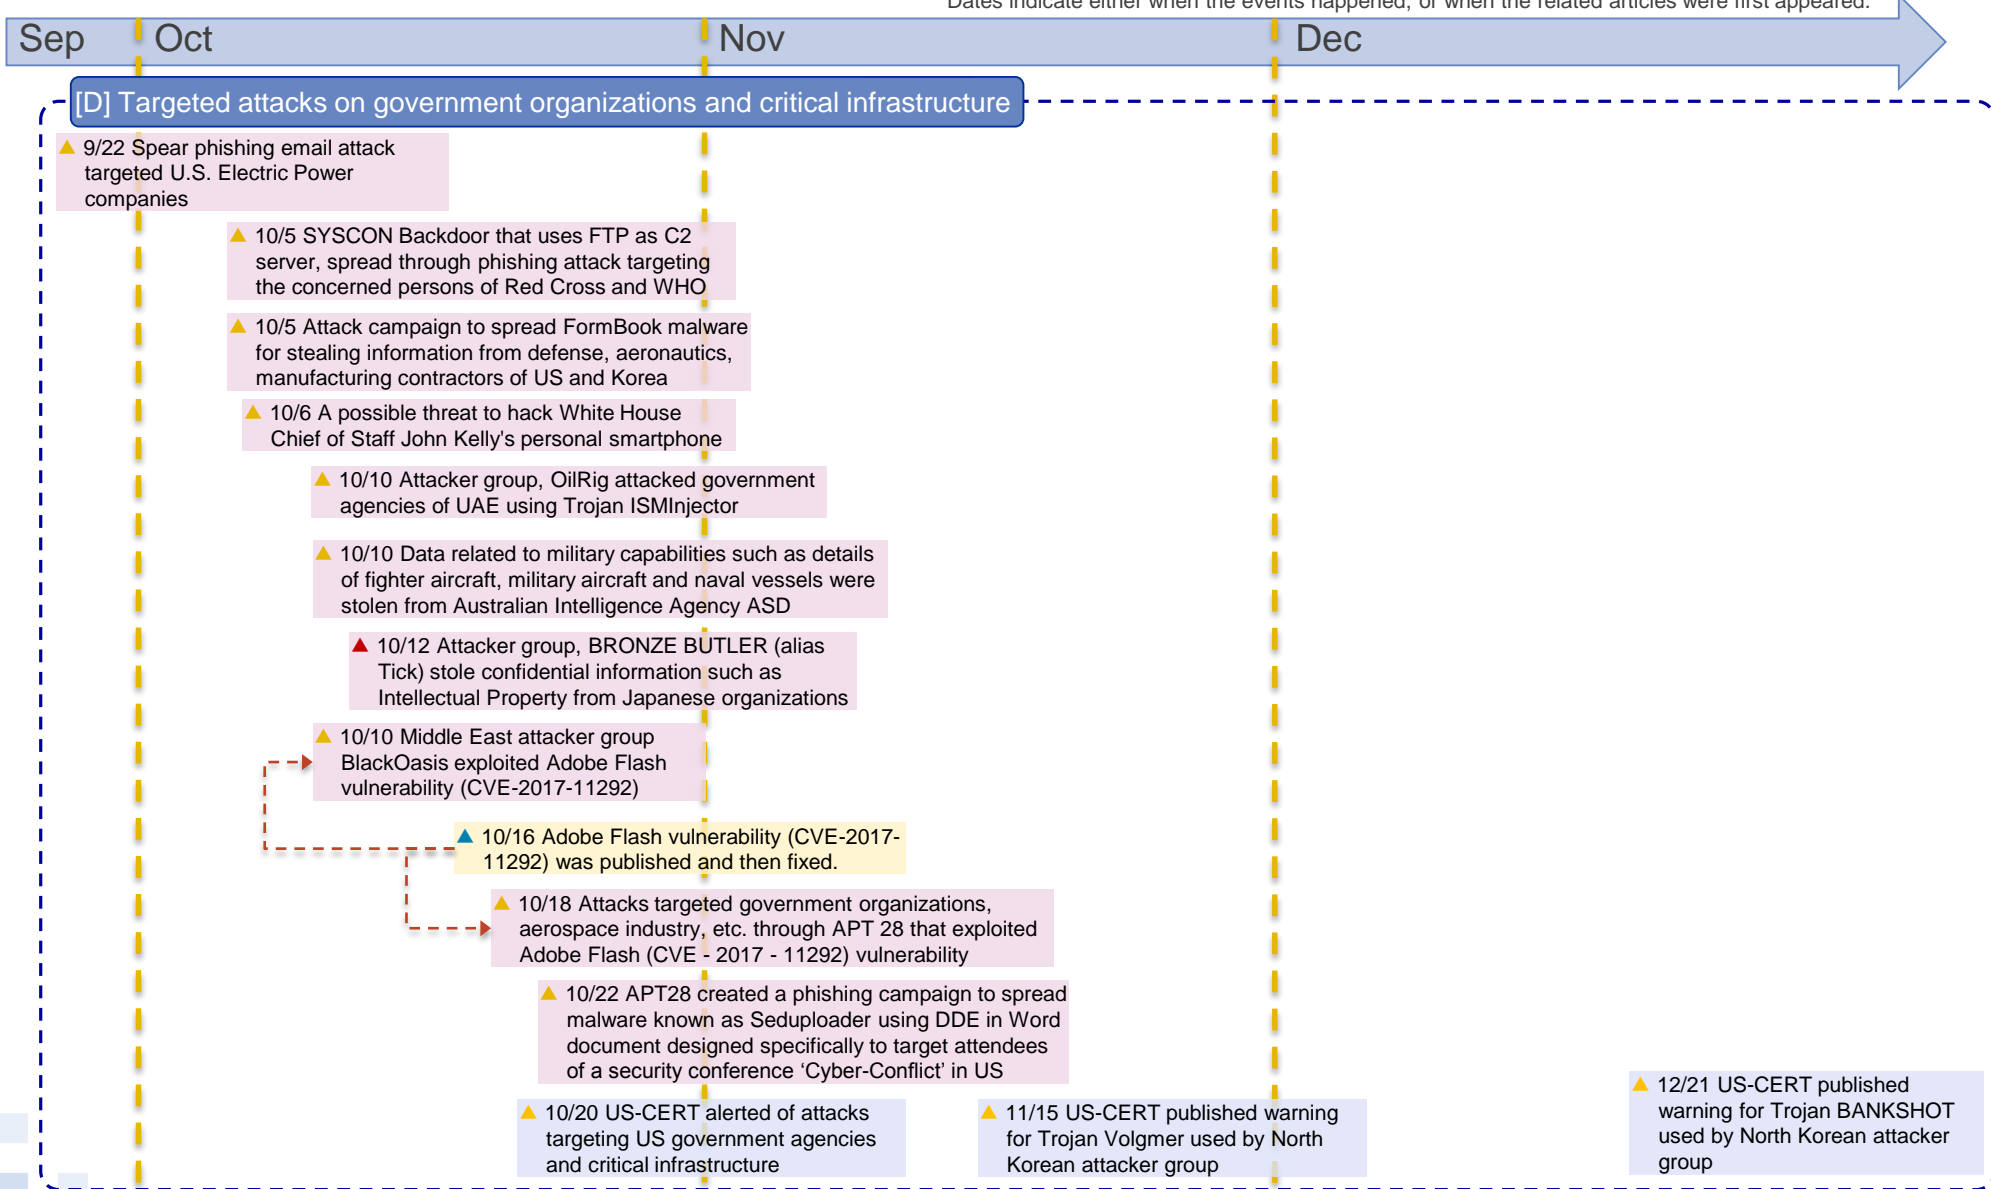 Dates indicate either when the events happened, or when the related articles were first appeared.
Sep
Oct
Nov
Dec
[D] Targeted attacks on government organizations and critical infrastructure
9/22 Spear phishing email attack
targeted U.S. Electric Power
companies
10/5 SYSCON Backdoor that uses FTP as C2
server, spread through phishing attack targeting
the concerned persons of Red Cross and WHO
10/5 Attack campaign to spread FormBook malware
for stealing information from defense, aeronautics,
manufacturing contractors of US and Korea
10/6 A possible threat to hack White House
Chief of Staff John Kelly's personal smartphone
10/10 Attacker group, OilRig attacked government
agencies of UAE using Trojan ISMInjector
10/10 Data related to military capabilities such as details
of fighter aircraft, military aircraft and naval vessels were
stolen from Australian Intelligence Agency ASD
10/12 Attacker group, BRONZE BUTLER (alias
Tick) stole confidential information such as
Intellectual Property from Japanese organizations
10/10 Middle East attacker group
BlackOasis exploited Adobe Flash
vulnerability (CVE-2017-11292)
10/16 Adobe Flash vulnerability (CVE-2017-
11292) was published and then fixed.
10/18 Attacks targeted government organizations,
aerospace industry, etc. through APT 28 that exploited
Adobe Flash (CVE - 2017 - 11292) vulnerability
10/22 APT28 created a phishing campaign to spread
malware known as Seduploader using DDE in Word
document designed specifically to target attendees
of a security conference ‘Cyber-Conflict’ in US
10/20 US-CERT alerted of attacks
targeting US government agencies
and critical infrastructure
11/15 US-CERT published warning
for Trojan Volgmer used by North
Korean attacker group
12/21 US-CERT published
warning for Trojan BANKSHOT
used by North Korean attacker
group